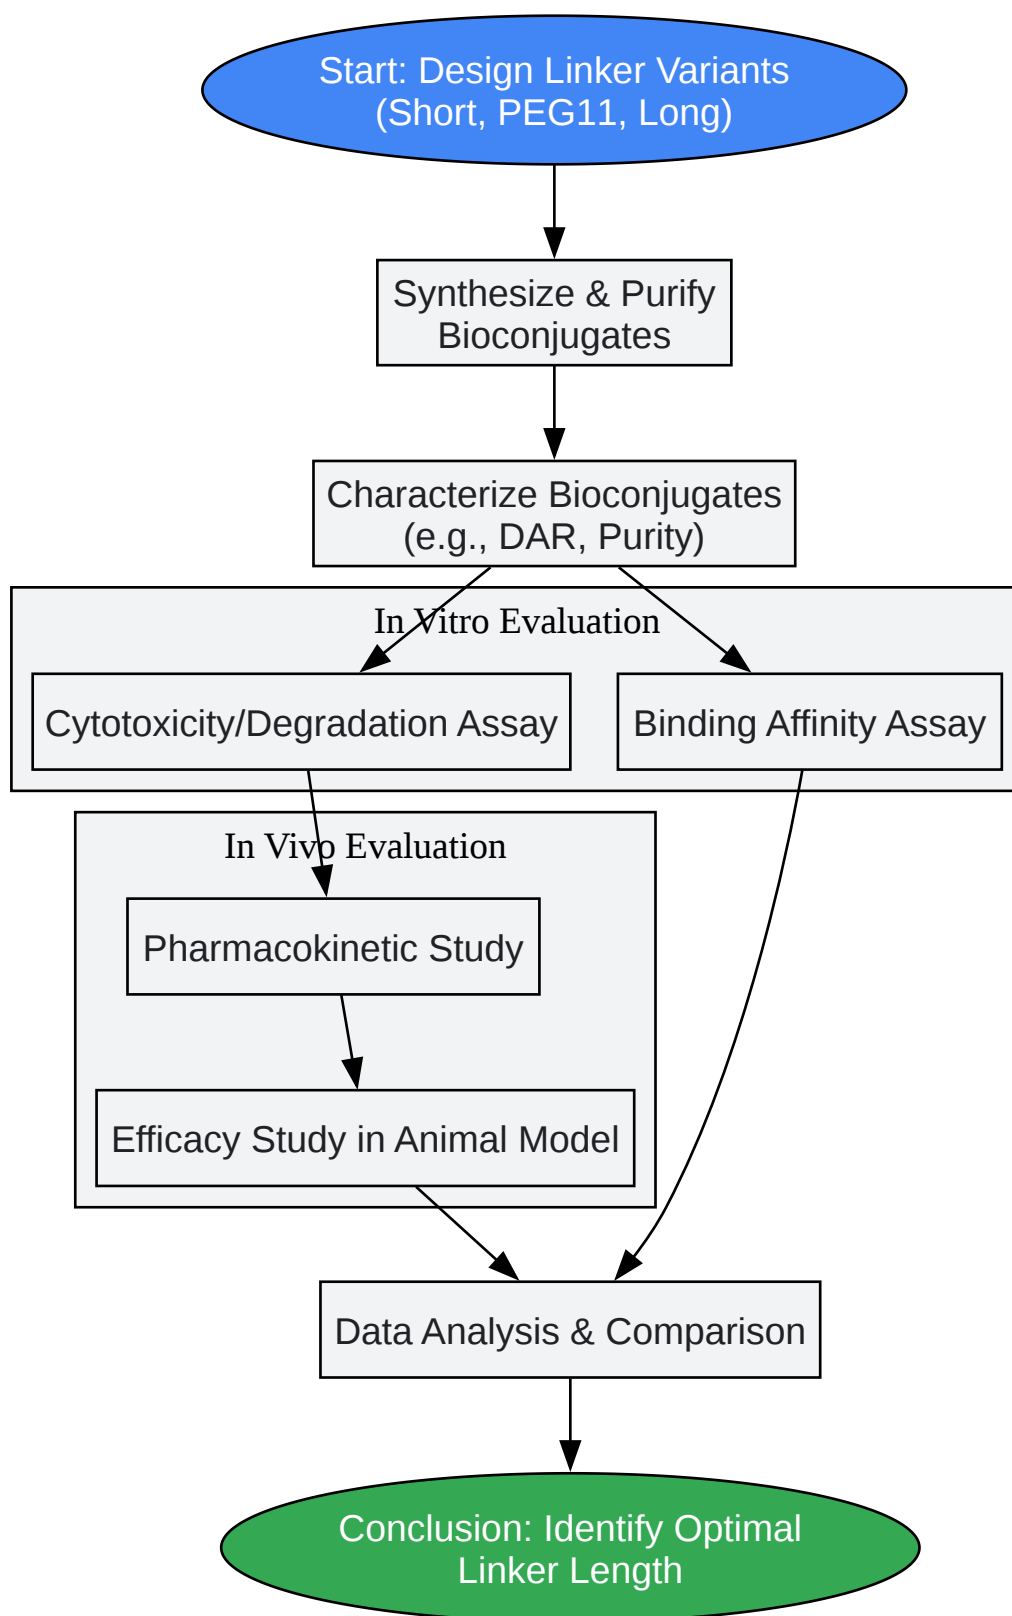 Start: Design Linker Variants
(Short, PEG11, Long)
Synthesize & Purify
Bioconjugates
Characterize Bioconjugates
(e.g., DAR, Purity)
In Vitro Evaluation
Cytotoxicity/Degradation Assay
Binding Affinity Assay
In Vivo Evaluation
Pharmacokinetic Study
Efficacy Study in Animal Model
Data Analysis & Comparison
Conclusion: Identify Optimal
Linker Length